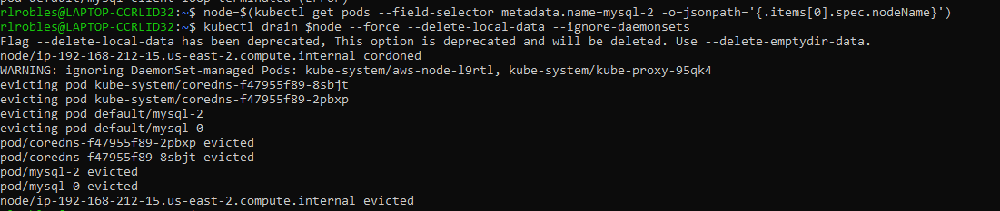 rlrobles@LAPTOP-CCRLID32:~$ node=$(kubectl get pods --field-selector metadata.name=mysql-2 -o=jsonpath='{.items[0].spec.nodeName}')
rlrobles@LAPTOP-CCRLID32:~$ kubectl drain $node --force --delete-local-data --ignore-daemonsets
Flag --delete-local-data has been deprecated, This option is deprecated and will be deleted. Use --delete-emptydir-data.
node/ip-192-168-212-15.us-east-2.compute.internal cordoned
WARNING: ignoring DaemonSet-managed Pods: kube-system/aws-node-l9rtl, kube-system/kube-proxy-95qk4
evicting pod kube-system/coredns-f47955f89-8sbjt
evicting pod kube-system/coredns-f47955f89-2pbxp
evicting pod default/mysql-2
evicting pod default/mysql-0
pod/coredns-f47955f89-2pbxp evicted
pod/coredns-f47955f89-8sbjt evicted
pod/mysql-2 evicted
pod/mysql-0 evicted
node/ip-192-168-212-15.us-east-2.compute.internal evicted